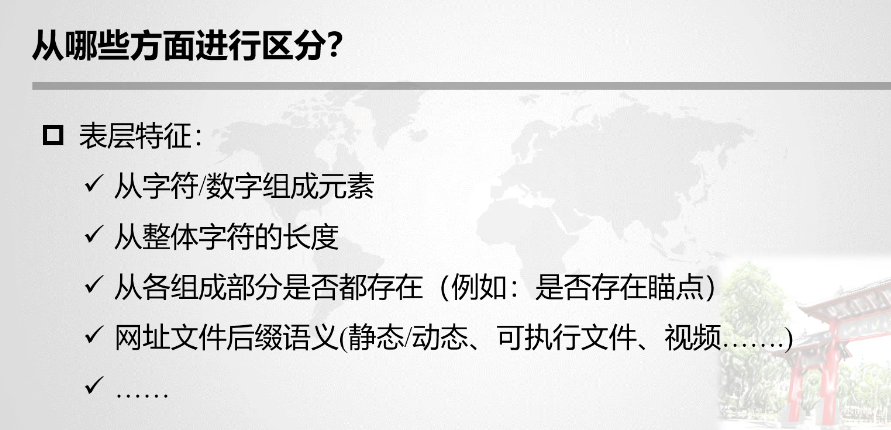 从哪些方面进行区分?
表层特征：
从字符/数字组成元素
从整体字符的长度
从各组成部分是否都存在（例如：是否存在瞄点）
网址文件后缀语义(静态/动态、可执行文件、视频…….)
……